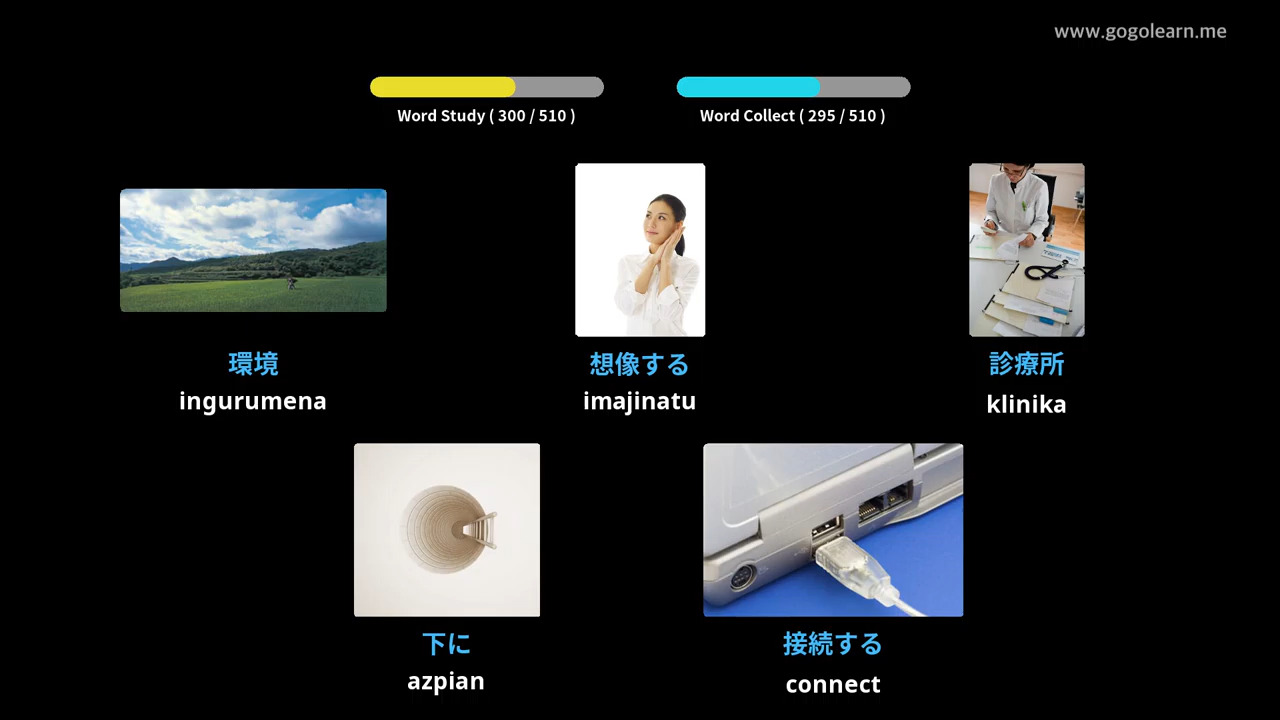 www.gogolearn.me
Word Study ( 300 / 510 )
Word Collect ( 295 / 510 )
環境
ingurumena
想像する
imajinatu
診療所
klinika
下に
azpian
接続する
connect